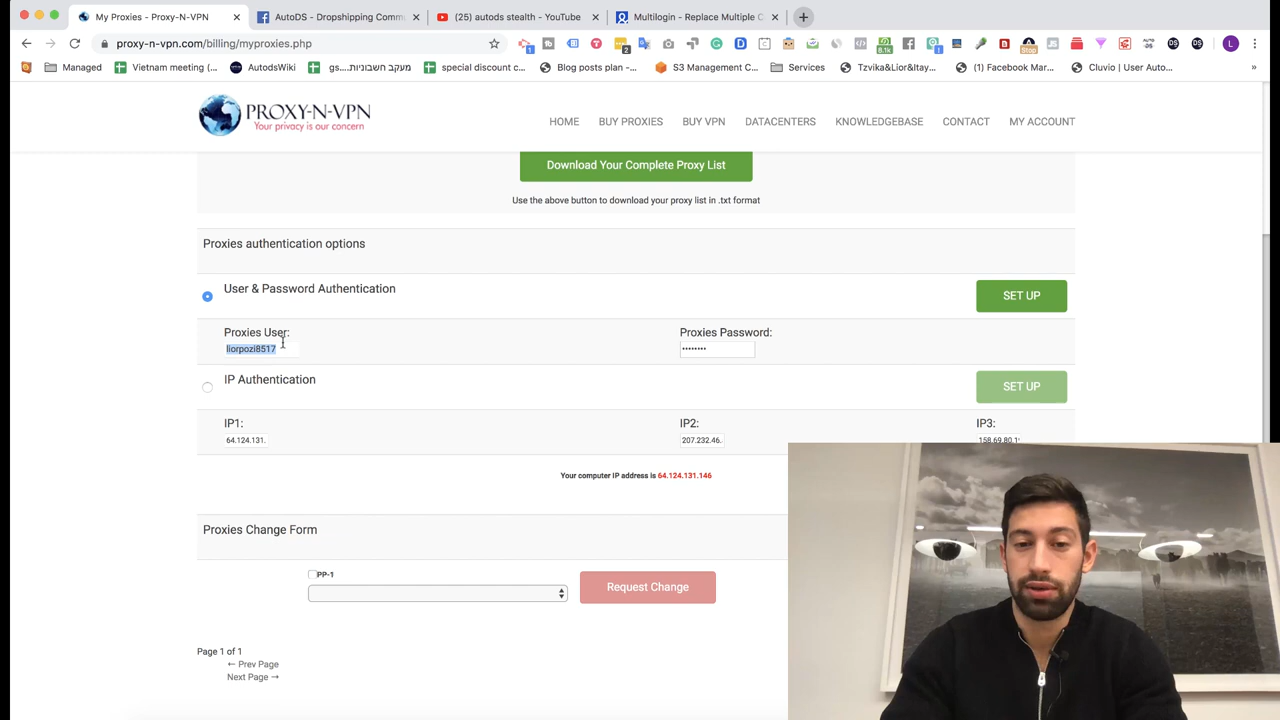 My Proxies - Proxy-N-VPN
AutoDS - Dropshipping Commu
(25) autods stealth - YouTube
Multilogin - Replace Multiple C
proxy-n-vpn.com/billing/myproxies.php
Managed
Vietnam meeting (...
AutodsWiki
gs....מעקב חשבוניות
special discount c...
Blog posts plan -...
S3 Management C...
Services
Tzvika&Lior&Itay...
(1) Facebook Mar...
Cluvio | User Auto...
»
PROXY-N-VPN
Your privacy is our concern
HOME
BUY PROXIES
BUY VPN
DATACENTERS
KNOWLEDGEBASE
CONTACT
MY ACCOUNT
Download Your Complete Proxy List
Use the above button to download your proxy list in .txt format
Proxies authentication options
User & Password Authentication
SET UP
Proxies User:
Proxies Password:
liorpozi8517
••••••••
IP Authentication
SET UP
IP1:
IP2:
IP3:
64.124.131.
207.232.46.
158.69.80.1
Your computer IP address is 64.124.131.146
Proxies Change Form
PP-1
Request Change
Page 1 of 1
← Prev Page
Next Page →